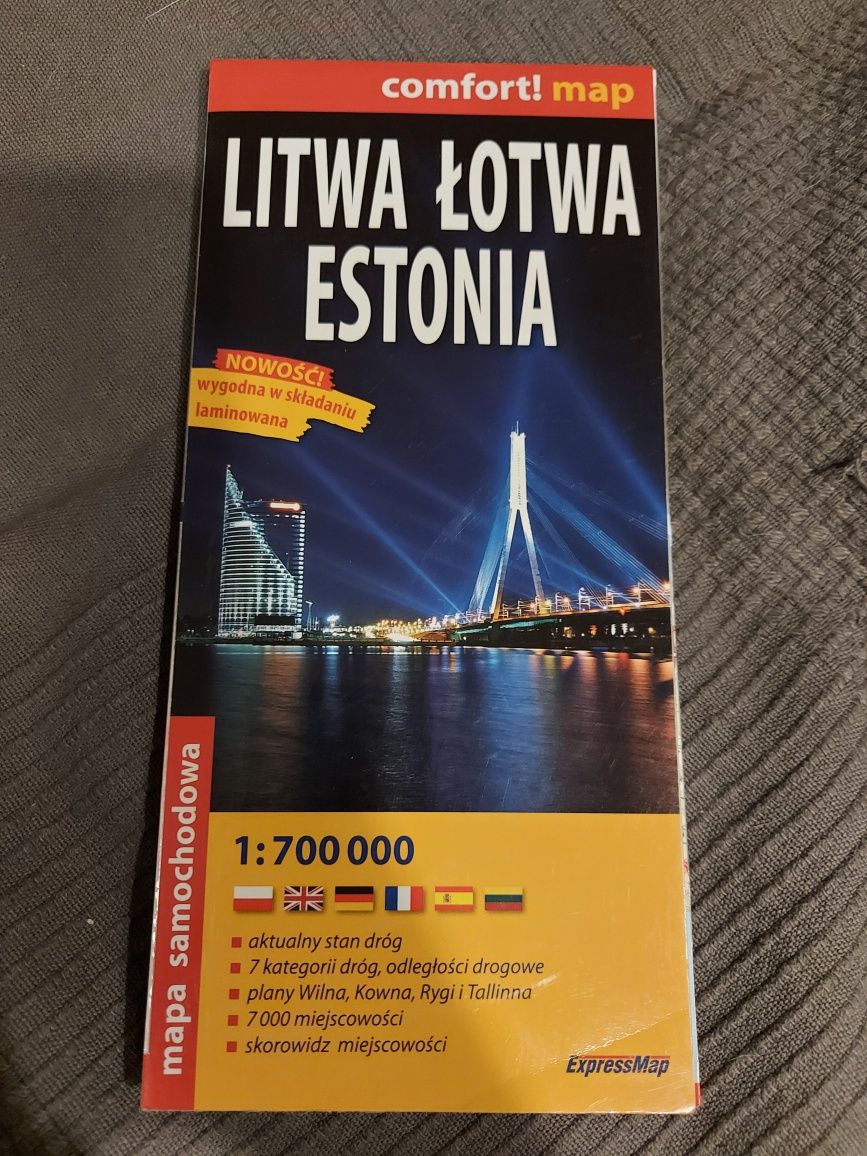 comfort! map
LITWA ŁOTWA
ESTONIA
NOWOŚĆ!
wygodna w składaniu
laminowana
mapa samochodowa
1:700 000
aktualny stan dróg
7 kategorii dróg, odległości drogowe
plany Wilna, Kowna, Rygi i Tallinna
7 000 miejscowości
skorowidz miejscowości
ExpressMap